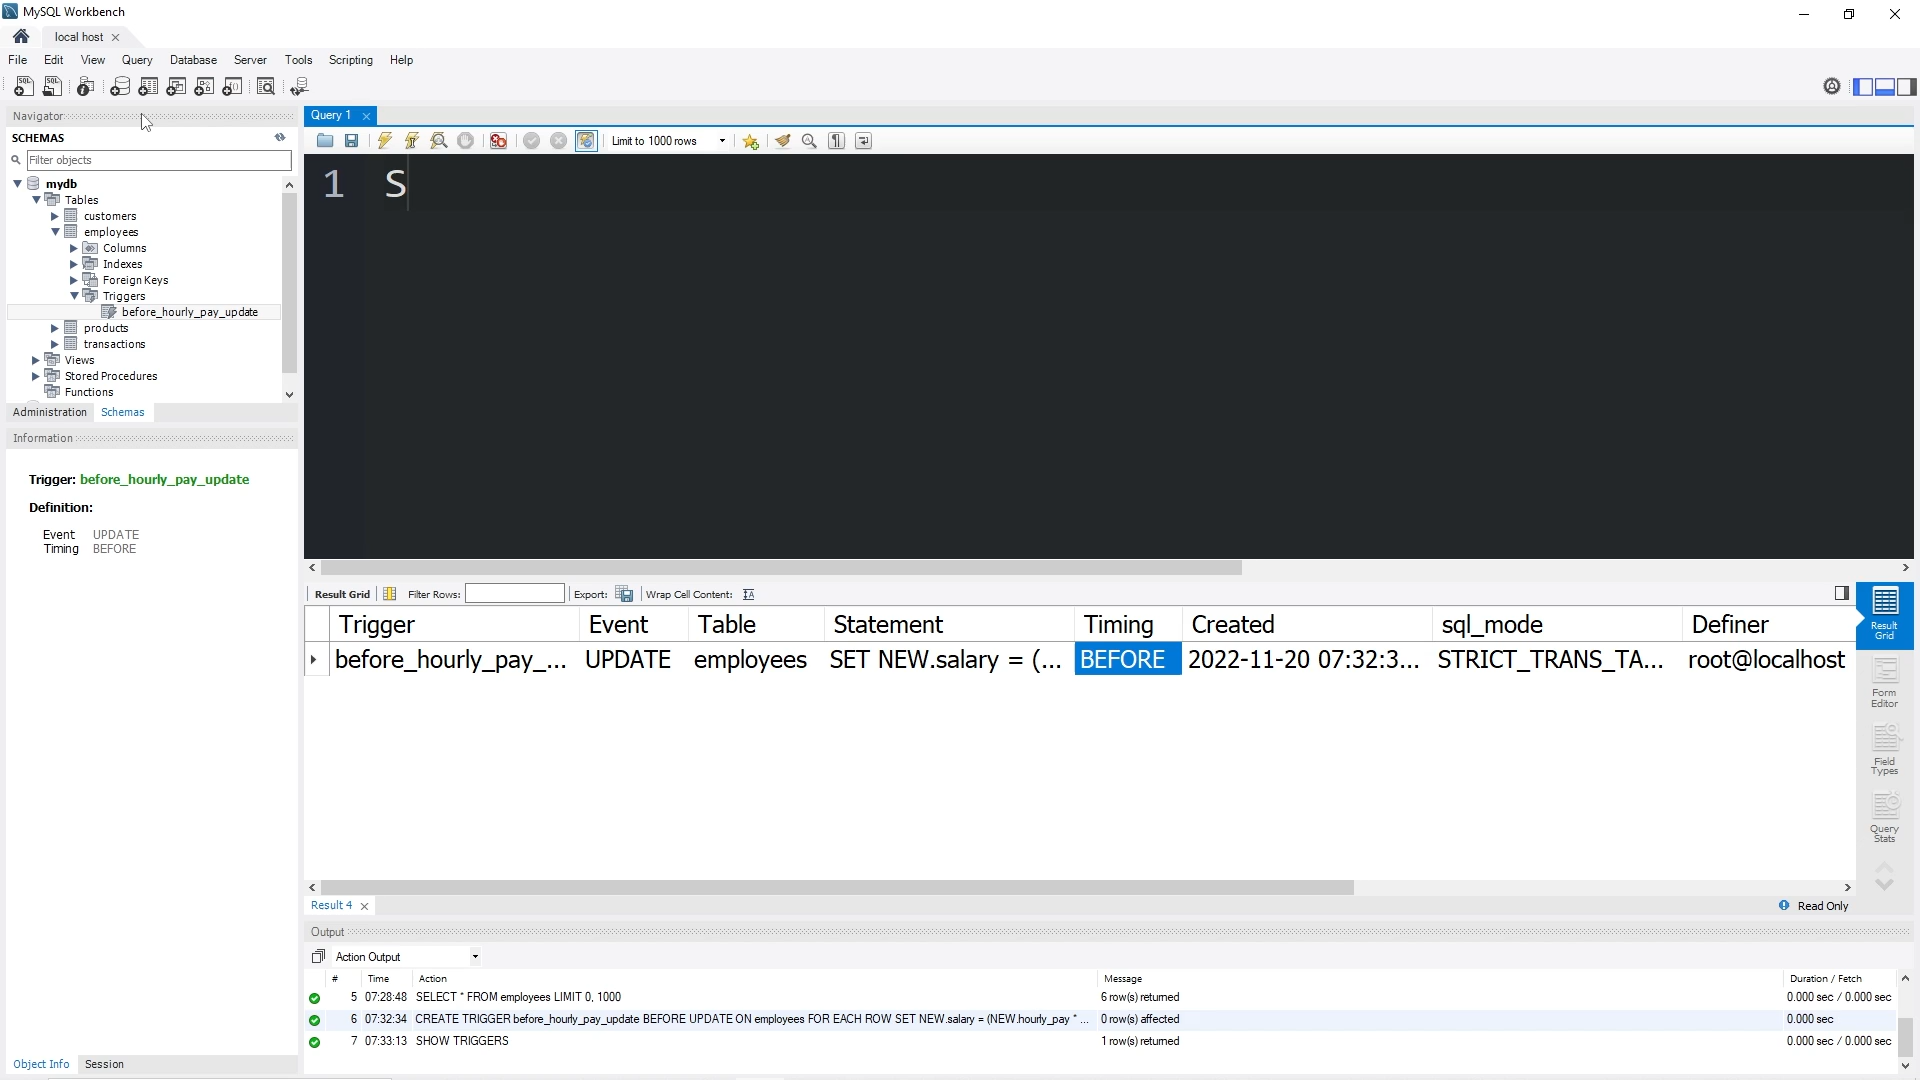 MySQL Workbench
local host
File Edit View Query Database Server Tools Scripting Help
Navigator
SCHEMAS
Filter objects
mydb
Tables
customers
employees
Columns
Indexes
Foreign Keys
Triggers
before_hourly_pay_update
products
transactions
Views
Stored Procedures
Functions
Administration Schemas
Information
Trigger: before_hourly_pay_update
Definition:
Event UPDATE
Timing BEFORE
Object Info Session
Query 1
Limit to 1000 rows
1 S
Result Grid Filter Rows: Export: Wrap Cell Content:
Trigger Event Table Statement Timing Created sql_mode Definer
before_hourly_pay_... UPDATE employees SET NEW.salary = (... BEFORE 2022-11-20 07:32:3... STRICT_TRANS_TA... root@localhost
Result
Grid
Form
Editor
Field
Types
Query
Stats
Result 4
Read Only
Output
Action Output
# Time Action Message Duration / Fetch
5 07:28:48 SELECT * FROM employees LIMIT 0, 1000 6 row(s) returned 0.000 sec / 0.000 sec
6 07:32:34 CREATE TRIGGER before_hourly_pay_update BEFORE UPDATE ON employees FOR EACH ROW SET NEW.salary = (NEW.hourly_pay * ... 0 row(s) affected 0.000 sec
7 07:33:13 SHOW TRIGGERS 1 row(s) returned 0.000 sec / 0.000 sec